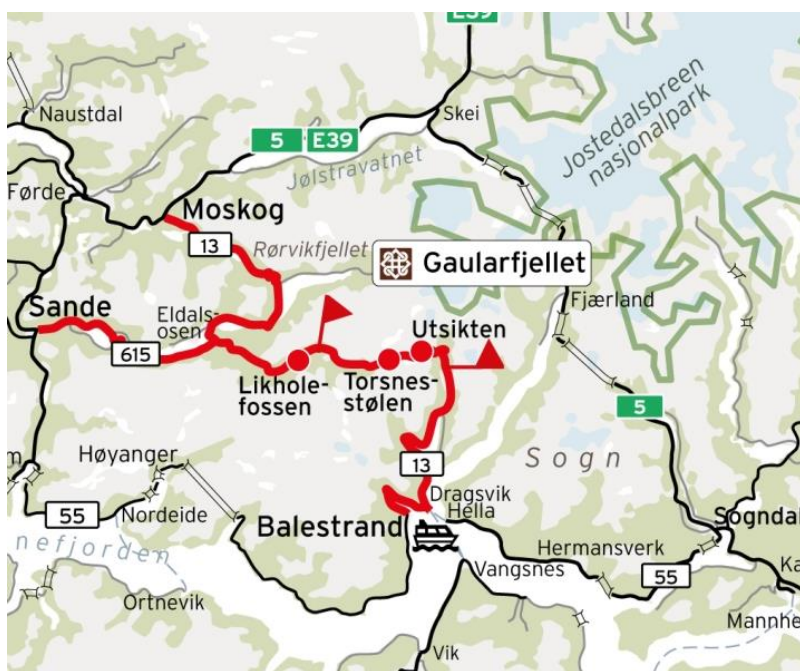 E39
Naustdal
Skei
5 E39
Jølstravatnet
Jostedalsbreen
nasjonalpark
Førde
Moskog
13
Rørvikfjellet
Gaularfjellet
Sande
Eldals-
osen
Fjærland
Utsikten
615
Likhole-
fossen
Torsnes-
stølen
5
Sogn
Høyanger
13
55
Nordeide
Dragsvik
Hella
Balestrand
Sogndal
nefjorden
Hermansverk
Vangsnes
55
Ka
Ortnevik
Mannhe
Vik